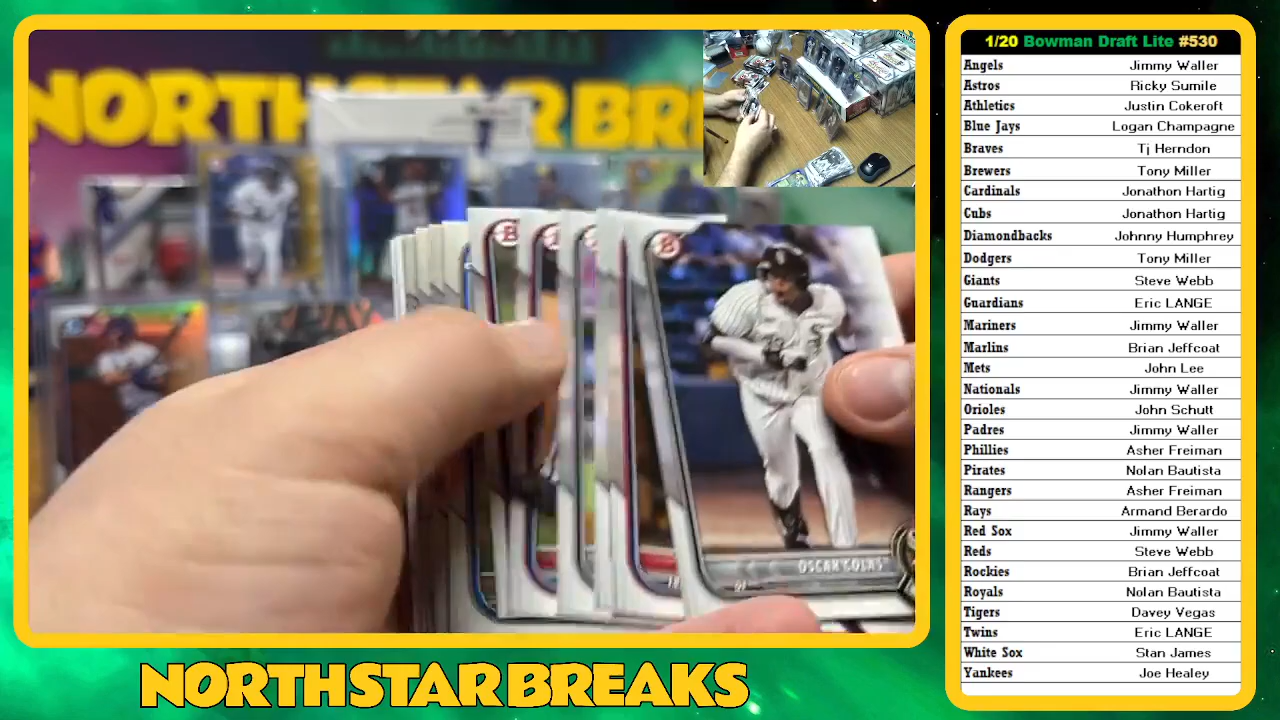 NORTHSTAR BR
1/20 Bowman Draft Lite #530
Angels Jimmy Waller
Astros Ricky Sumile
Athletics Justin Cokeroft
Blue Jays Logan Champagne
Braves Tj Herndon
Brewers Tony Miller
Cardinals Jonathon Hartig
Cubs Jonathon Hartig
Diamondbacks Johnny Humphrey
Dodgers Tony Miller
Giants Steve Webb
Guardians Eric LANGE
Mariners Jimmy Waller
Marlins Brian Jeffcoat
Mets John Lee
Nationals Jimmy Waller
Orioles John Schutt
Padres Jimmy Waller
Phillies Asher Freiman
Pirates Nolan Bautista
Rangers Asher Freiman
Rays Armand Berardo
Red Sox Jimmy Waller
Reds Steve Webb
Rockies Brian Jeffcoat
Royals Nolan Bautista
Tigers Davey Vegas
Twins Eric LANGE
White Sox Stan James
Yankees Joe Healey
OSCAR COLAS
NORTHSTAR BREAKS